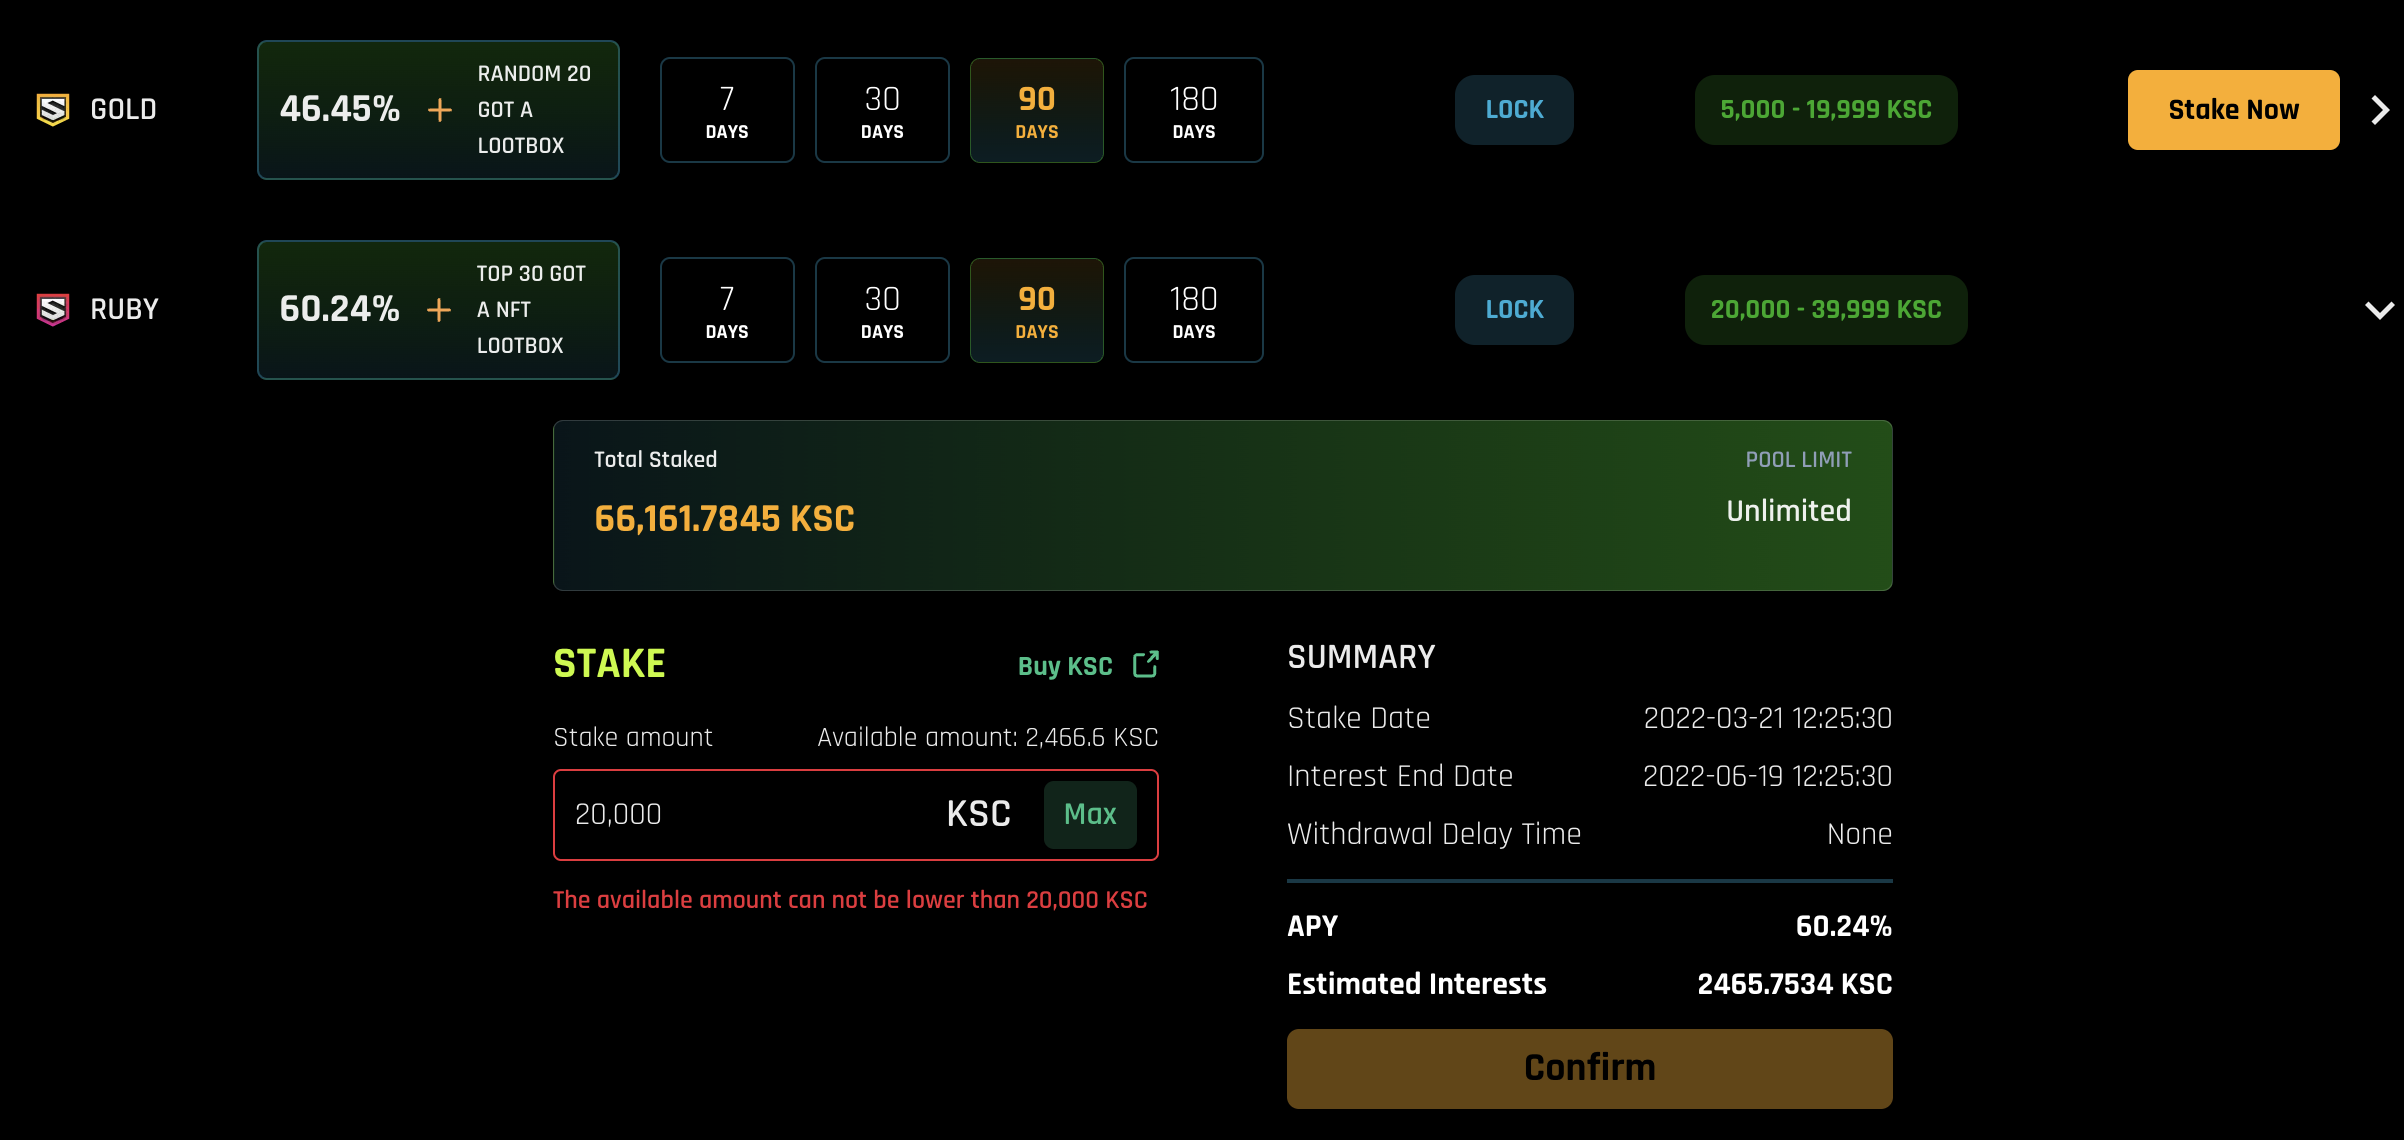 GOLD
46.45% +
RANDOM 20
GOT A
LOOTBOX
7
DAYS
30
DAYS
90
DAYS
180
DAYS
LOCK
5,000 - 19,999 KSC
Stake Now
RUBY
60.24% +
TOP 30 GOT
A NFT
LOOTBOX
7
DAYS
30
DAYS
90
DAYS
180
DAYS
LOCK
20,000 - 39,999 KSC
Total Staked
66,161.7845 KSC
POOL LIMIT
Unlimited
STAKE
Buy KSC
Stake amount
Available amount: 2,466.6 KSC
20,000
KSC
Max
The available amount can not be lower than 20,000 KSC
SUMMARY
Stake Date 2022-03-21 12:25:30
Interest End Date 2022-06-19 12:25:30
Withdrawal Delay Time None
APY 60.24%
Estimated Interests 2465.7534 KSC
Confirm